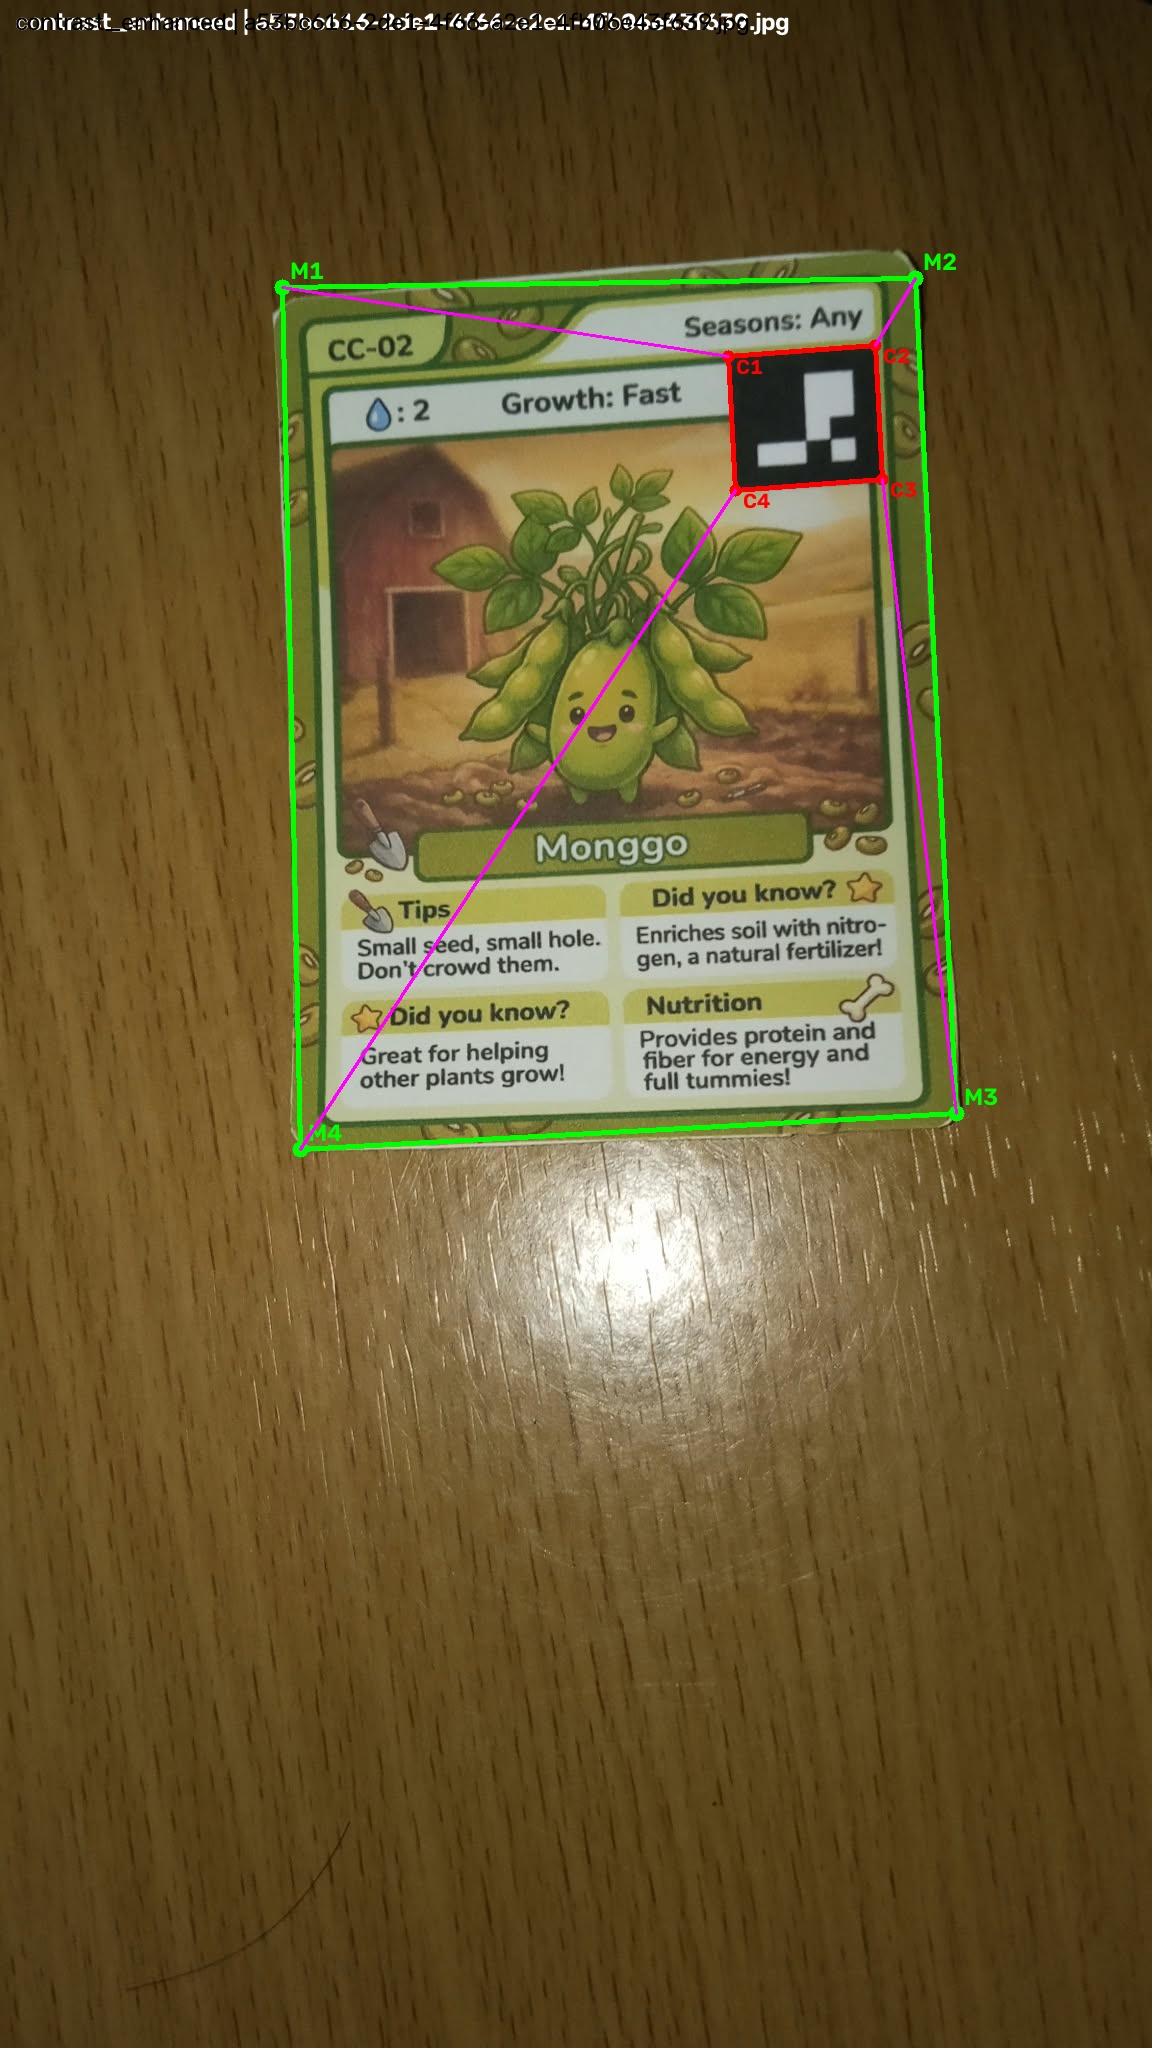 M1
M2
CC-02
Seasons: Any
C1
C2
: 2
Growth: Fast
C3
C4
Monggo
Tips
Small seed, small hole.
Don't crowd them.
Did you know?
Enriches soil with nitro-
gen, a natural fertilizer!
Did you know?
Great for helping
other plants grow!
Nutrition
Provides protein and
fiber for energy and
full tummies!
M3
M4